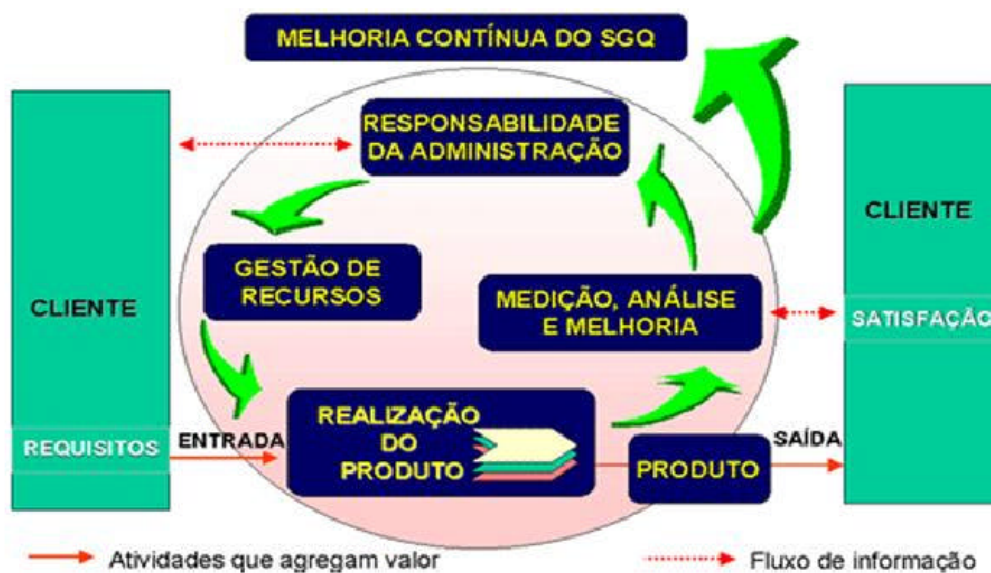 MELHORIA CONTÍNUA DO SGQ
RESPONSABILIDADE
DA ADMINISTRAÇÃO
CLIENTE
GESTÃO DE
RECURSOS
CLIENTE
MEDIÇÃO, ANÁLISE
E MELHORIA
SATISFAÇÃO
REALIZAÇÃO
DO
PRODUTO
REQUISITOS
ENTRADA
PRODUTO
SAÍDA
Atividades que agregam valor
Fluxo de informação